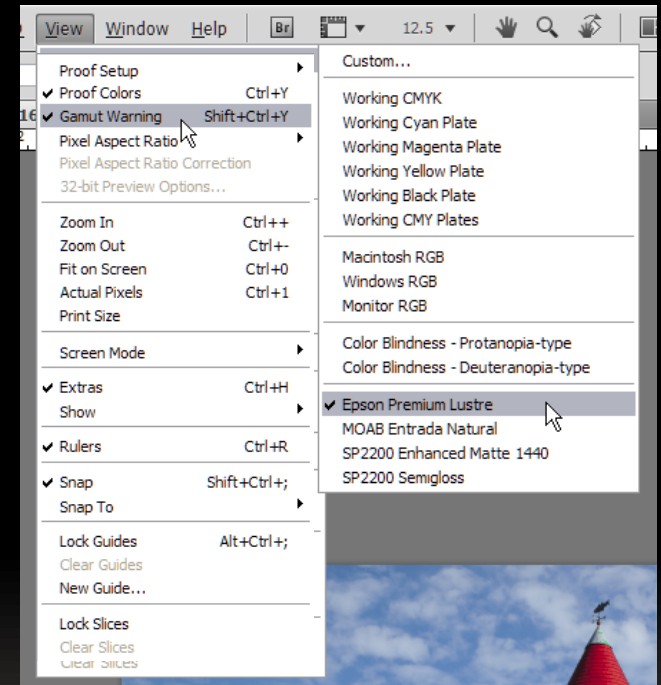 View Window Help Br 12.5
Proof Setup
Proof Colors Ctrl+Y
Gamut Warning Shift+Ctrl+Y
Pixel Aspect Ratio
Pixel Aspect Ratio Correction
32-bit Preview Options...
Zoom In Ctrl++
Zoom Out Ctrl+-
Fit on Screen Ctrl+0
Actual Pixels Ctrl+1
Print Size
Screen Mode
Extras Ctrl+H
Show
Rulers Ctrl+R
Snap Shift+Ctrl+;
Snap To
Lock Guides Alt+Ctrl+;
Clear Guides
New Guide...
Lock Slices
Clear Slices
Clear Slices
Custom...
Working CMYK
Working Cyan Plate
Working Magenta Plate
Working Yellow Plate
Working Black Plate
Working CMY Plates
Macintosh RGB
Windows RGB
Monitor RGB
Color Blindness - Protanopia-type
Color Blindness - Deuteranopia-type
Epson Premium Lustre
MOAB Entrada Natural
SP2200 Enhanced Matte 1440
SP2200 Semigloss
16
2